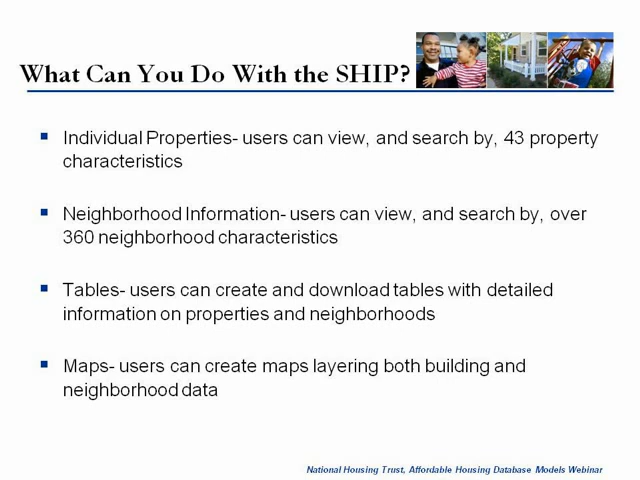 What Can You Do With the SHIP?
Individual Properties- users can view, and search by, 43 property
characteristics
Neighborhood Information- users can view, and search by, over
360 neighborhood characteristics
Tables- users can create and download tables with detailed
information on properties and neighborhoods
Maps- users can create maps layering both building and
neighborhood data
National Housing Trust, Affordable Housing Database Models Webinar